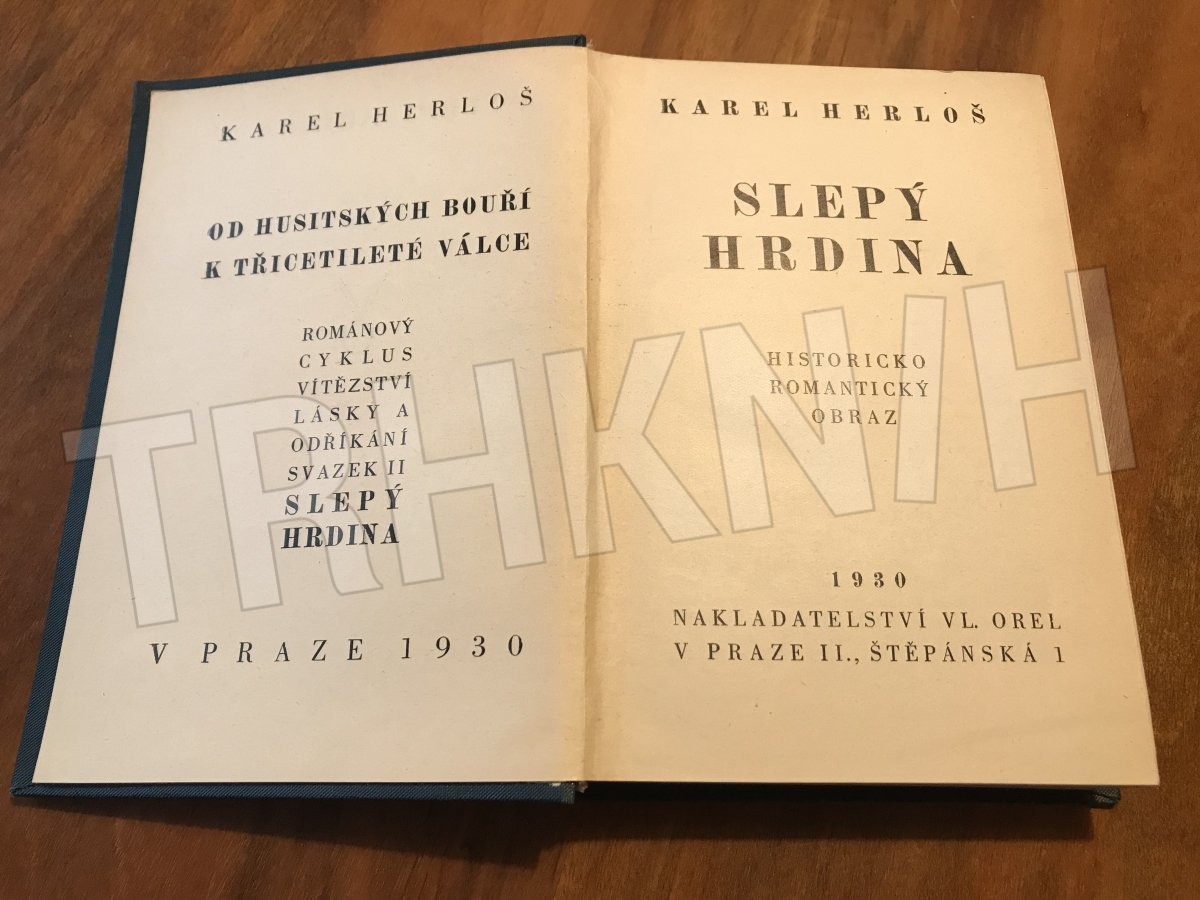 KAREL HERLOŠ
OD HUSITSKÝCH BOUŘÍ
K TŘICETILETÉ VÁLCE
ROMÁNOVÝ
CYKLUS
VÍTĚZSTVÍ
LÁSKY A
ODŘÍKÁNÍ
SVAZEK II
SLEPÝ
HRDINA
V PRAZE 1930
KAREL HERLOŠ
SLEPÝ
HRDINA
HISTORICKO
ROMANTICKÝ
OBRAZ
1930
NAKLADATELSTVÍ VL. OREL
V PRAZE II., ŠTĚPÁNSKÁ 1
TRHKNIH